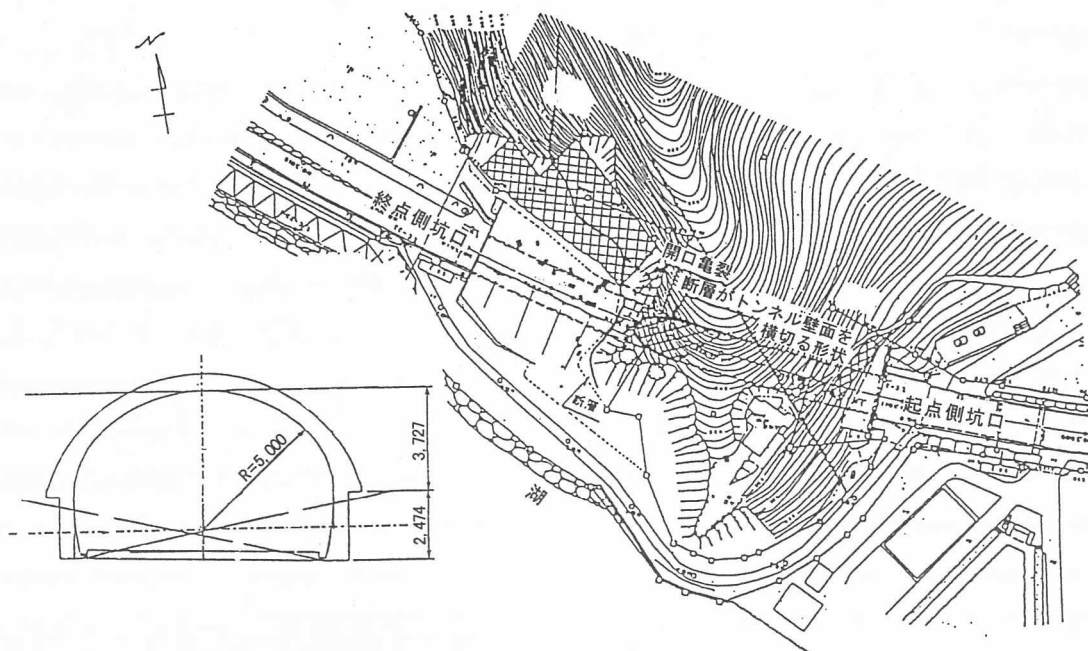 N
終点側坑口
開口亀裂
断層がトンネル壁面を
横切る形状
起点側坑口
断層
湖
R=5,000
3,727
2,474